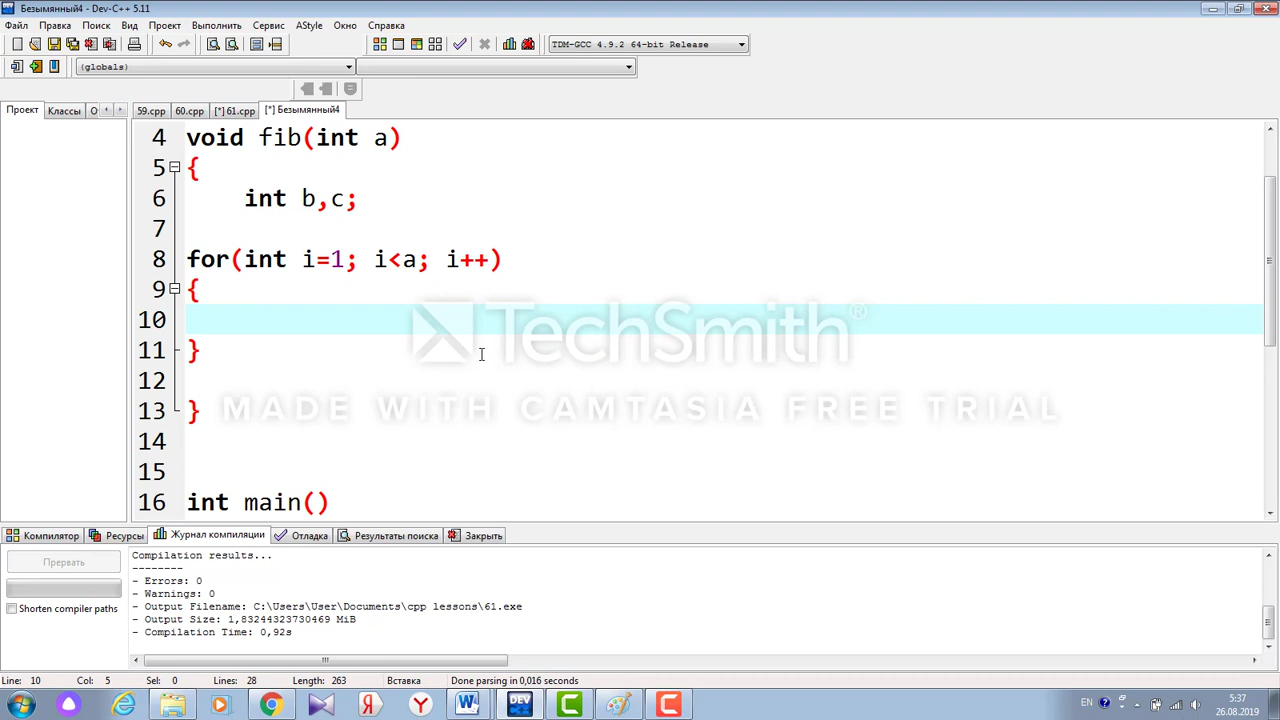 Безымянный4 - Dev-C++ 5.11
Файл Правка Поиск Вид Проект Выполнить Сервис AStyle Окно Справка
TDM-GCC 4.9.2 64-bit Release
(globals)
Проект Классы О 59.cpp 60.cpp [*] 61.cpp [*] Безымянный4
4 void fib(int a)
5 {
6 int b,c;
7
8 for(int i=1; i<a; i++)
9 {
10
TechSmith®
11 }
12
MADE WITH CAMTASIA FREE TRIAL
13 }
14
15
16 int main()
Компилятор Ресурсы Журнал компиляции Отладка Результаты поиска Закрыть
Прервать
Shorten compiler paths
Compilation results...
--------
- Errors: 0
- Warnings: 0
- Output Filename: C:\Users\User\Documents\cpp lessons\61.exe
- Output Size: 1,83244323730469 MiB
- Compilation Time: 0,92s
Line: 10 Col: 5 Sel: 0 Lines: 28 Length: 263 Вставка Done parsing in 0,016 seconds
EN 5:37
26.08.2019